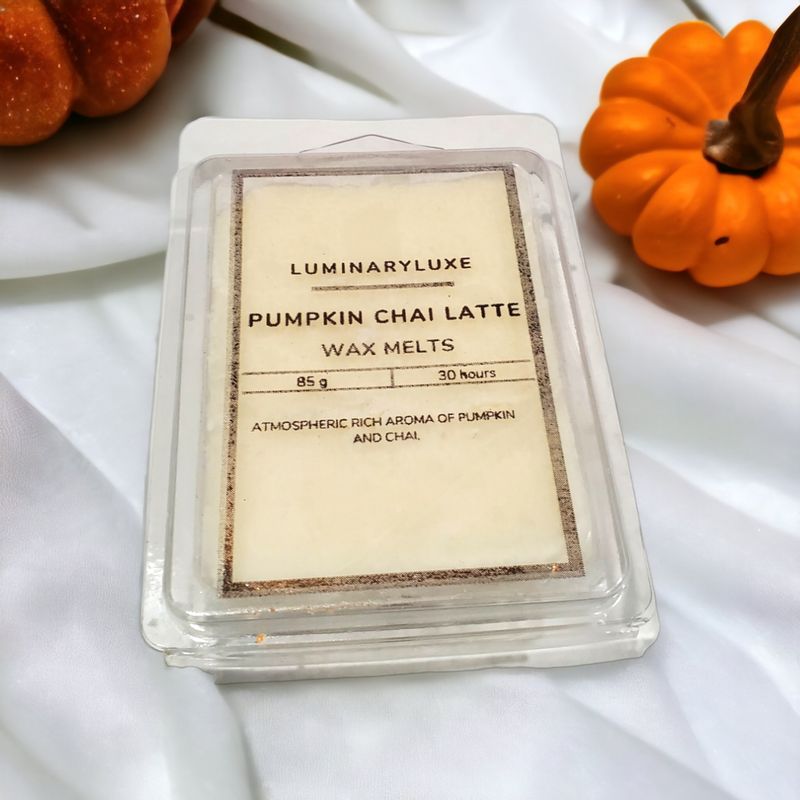 LUMINARYLUXE
PUMPKIN CHAI LATTE
WAX MELTS
85 g 30 hours
ATMOSPHERIC RICH AROMA OF PUMPKIN
AND CHAI.